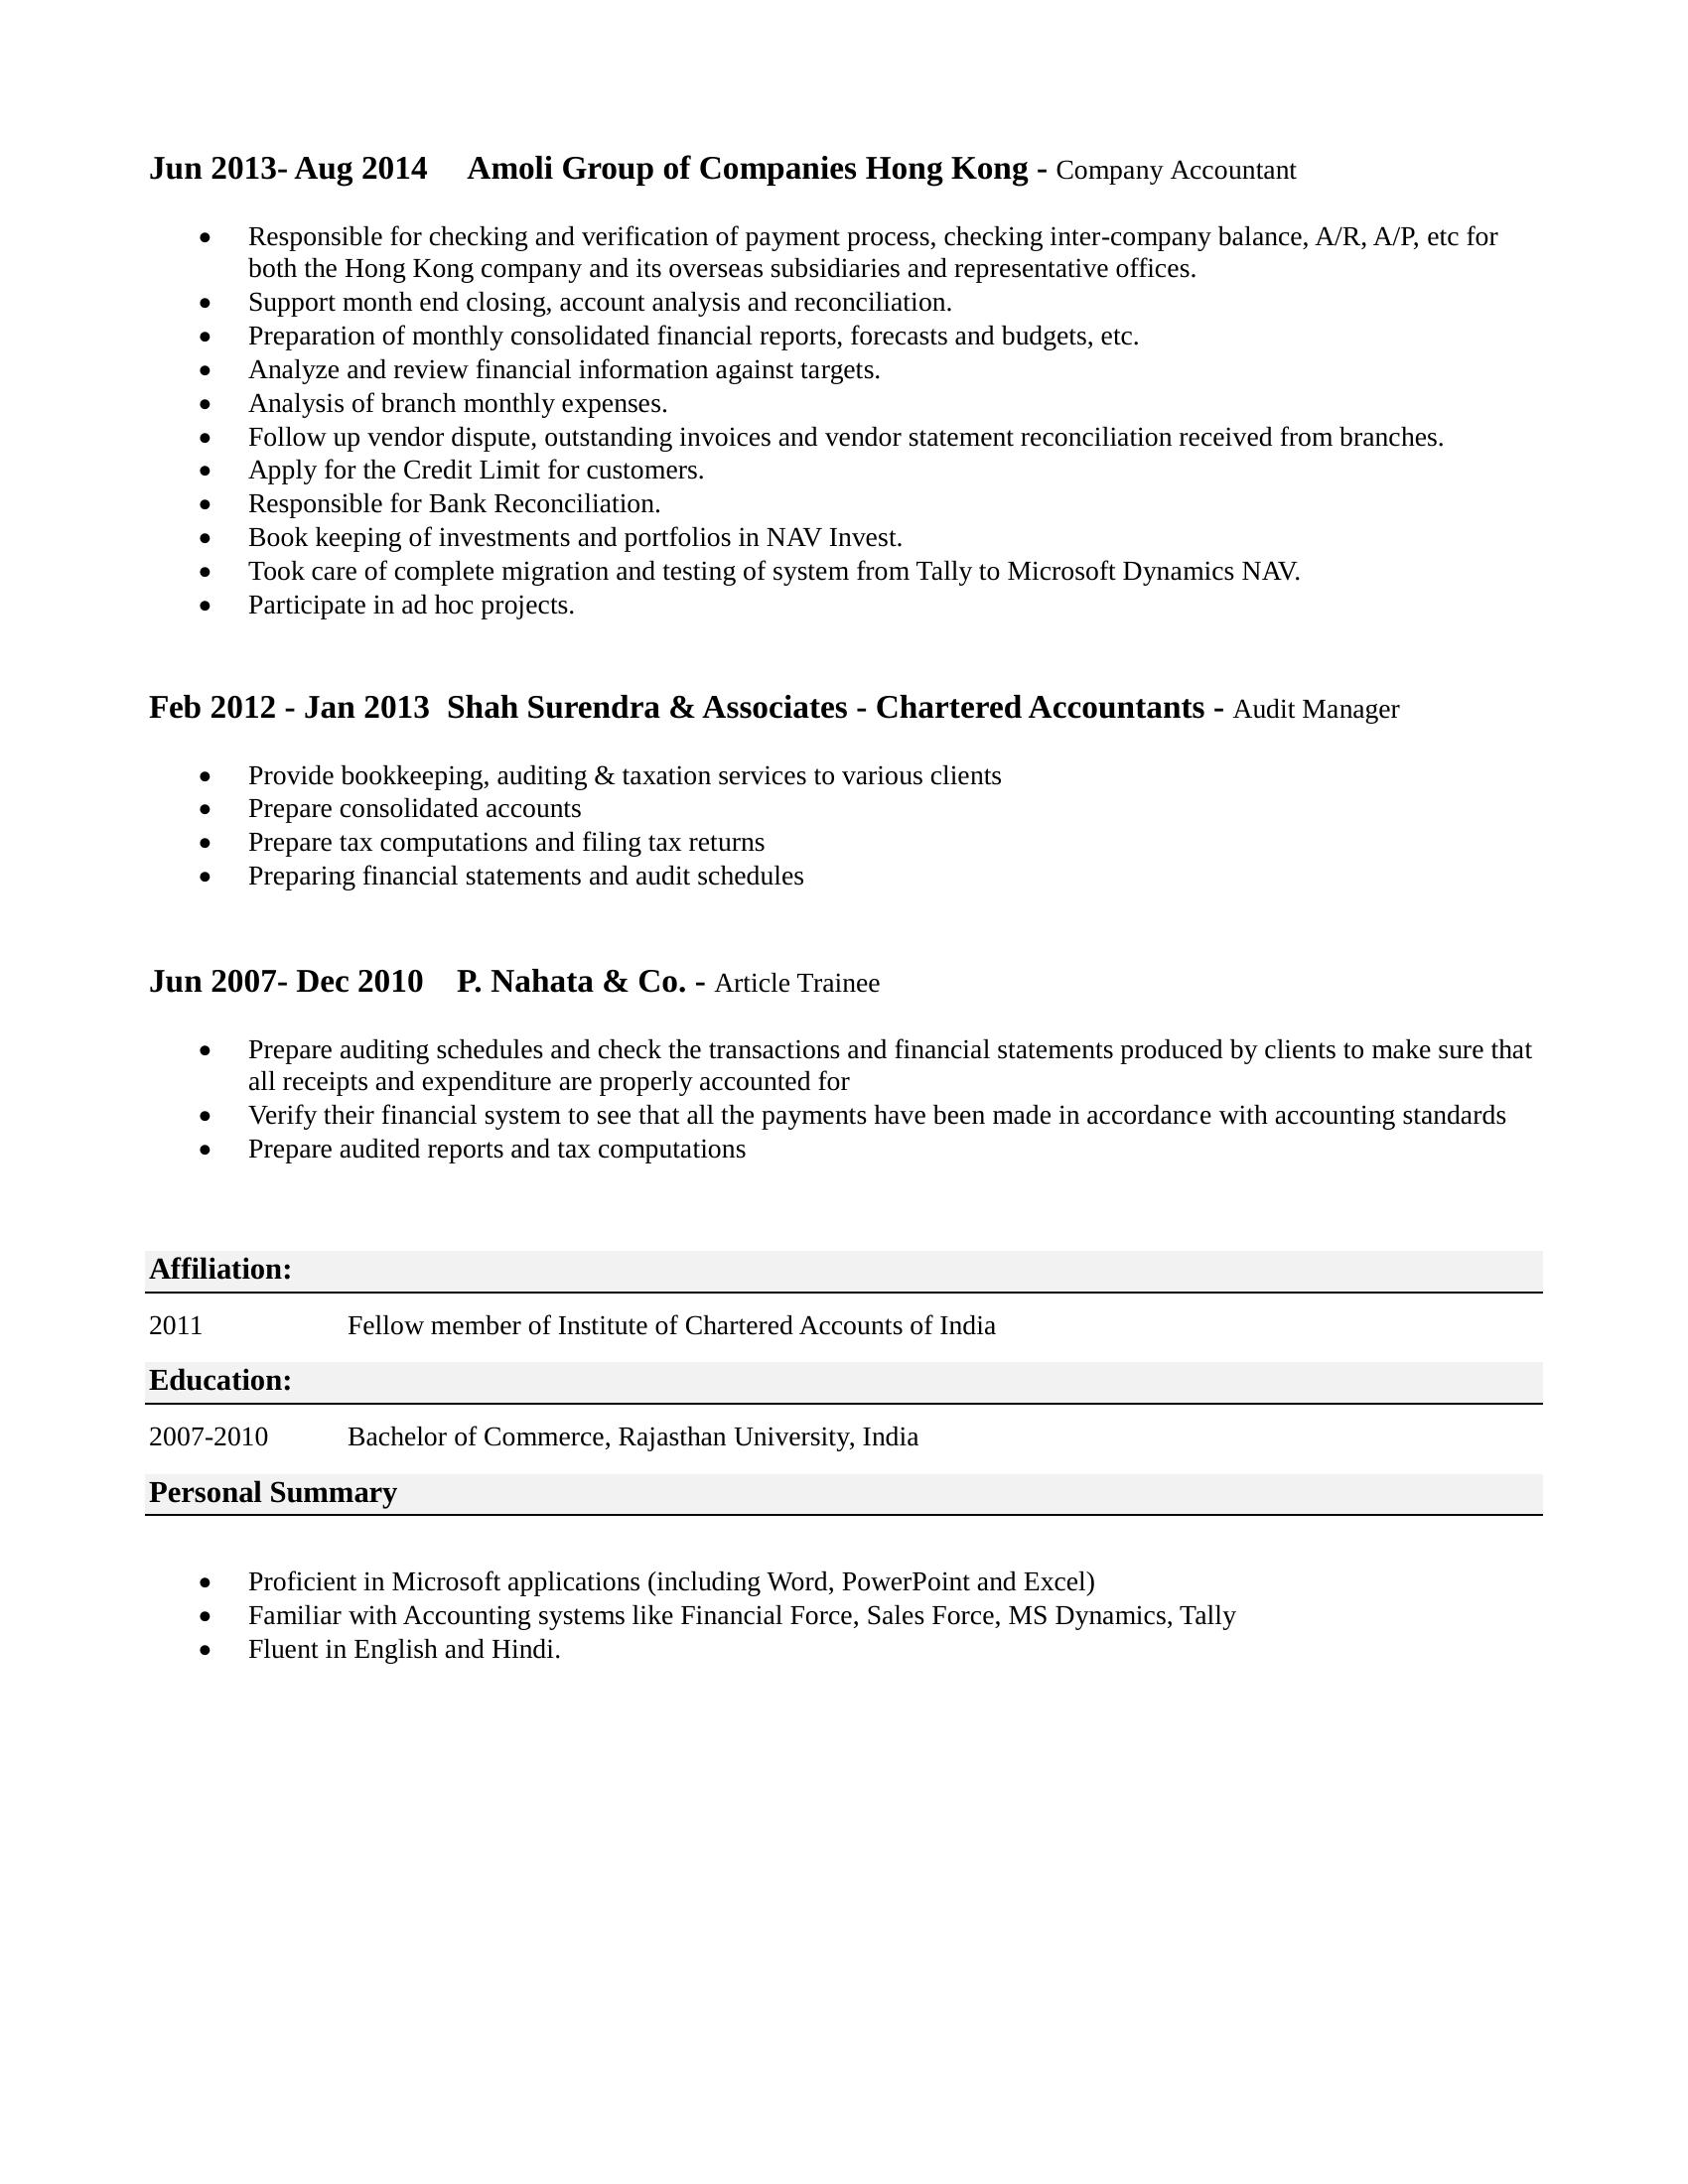 Jun 2013- Aug 2014 Amoli Group of Companies Hong Kong - Company Accountant
• Responsible for checking and verification of payment process, checking inter-company balance, A/R, A/P, etc for
both the Hong Kong company and its overseas subsidiaries and representative offices.
• Support month end closing, account analysis and reconciliation.
• Preparation of monthly consolidated financial reports, forecasts and budgets, etc.
• Analyze and review financial information against targets.
• Analysis of branch monthly expenses.
• Follow up vendor dispute, outstanding invoices and vendor statement reconciliation received from branches.
• Apply for the Credit Limit for customers.
• Responsible for Bank Reconciliation.
• Book keeping of investments and portfolios in NAV Invest.
• Took care of complete migration and testing of system from Tally to Microsoft Dynamics NAV.
• Participate in ad hoc projects.
Feb 2012 - Jan 2013 Shah Surendra & Associates - Chartered Accountants - Audit Manager
• Provide bookkeeping, auditing & taxation services to various clients
• Prepare consolidated accounts
• Prepare tax computations and filing tax returns
• Preparing financial statements and audit schedules
Jun 2007- Dec 2010 P. Nahata & Co. - Article Trainee
• Prepare auditing schedules and check the transactions and financial statements produced by clients to make sure that
all receipts and expenditure are properly accounted for
• Verify their financial system to see that all the payments have been made in accordance with accounting standards
• Prepare audited reports and tax computations
Affiliation:
2011 Fellow member of Institute of Chartered Accounts of India
Education:
2007-2010 Bachelor of Commerce, Rajasthan University, India
Personal Summary
• Proficient in Microsoft applications (including Word, PowerPoint and Excel)
• Familiar with Accounting systems like Financial Force, Sales Force, MS Dynamics, Tally
• Fluent in English and Hindi.